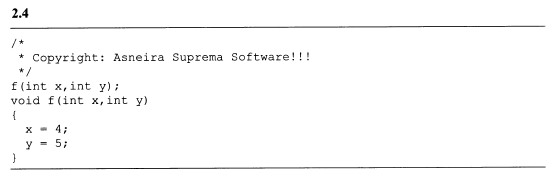 2.4
/*
 * Copyright: Asneira Suprema Software!!!
 */
f(int x,int y);
void f(int x,int y)
{
  x = 4;
  y = 5;
}